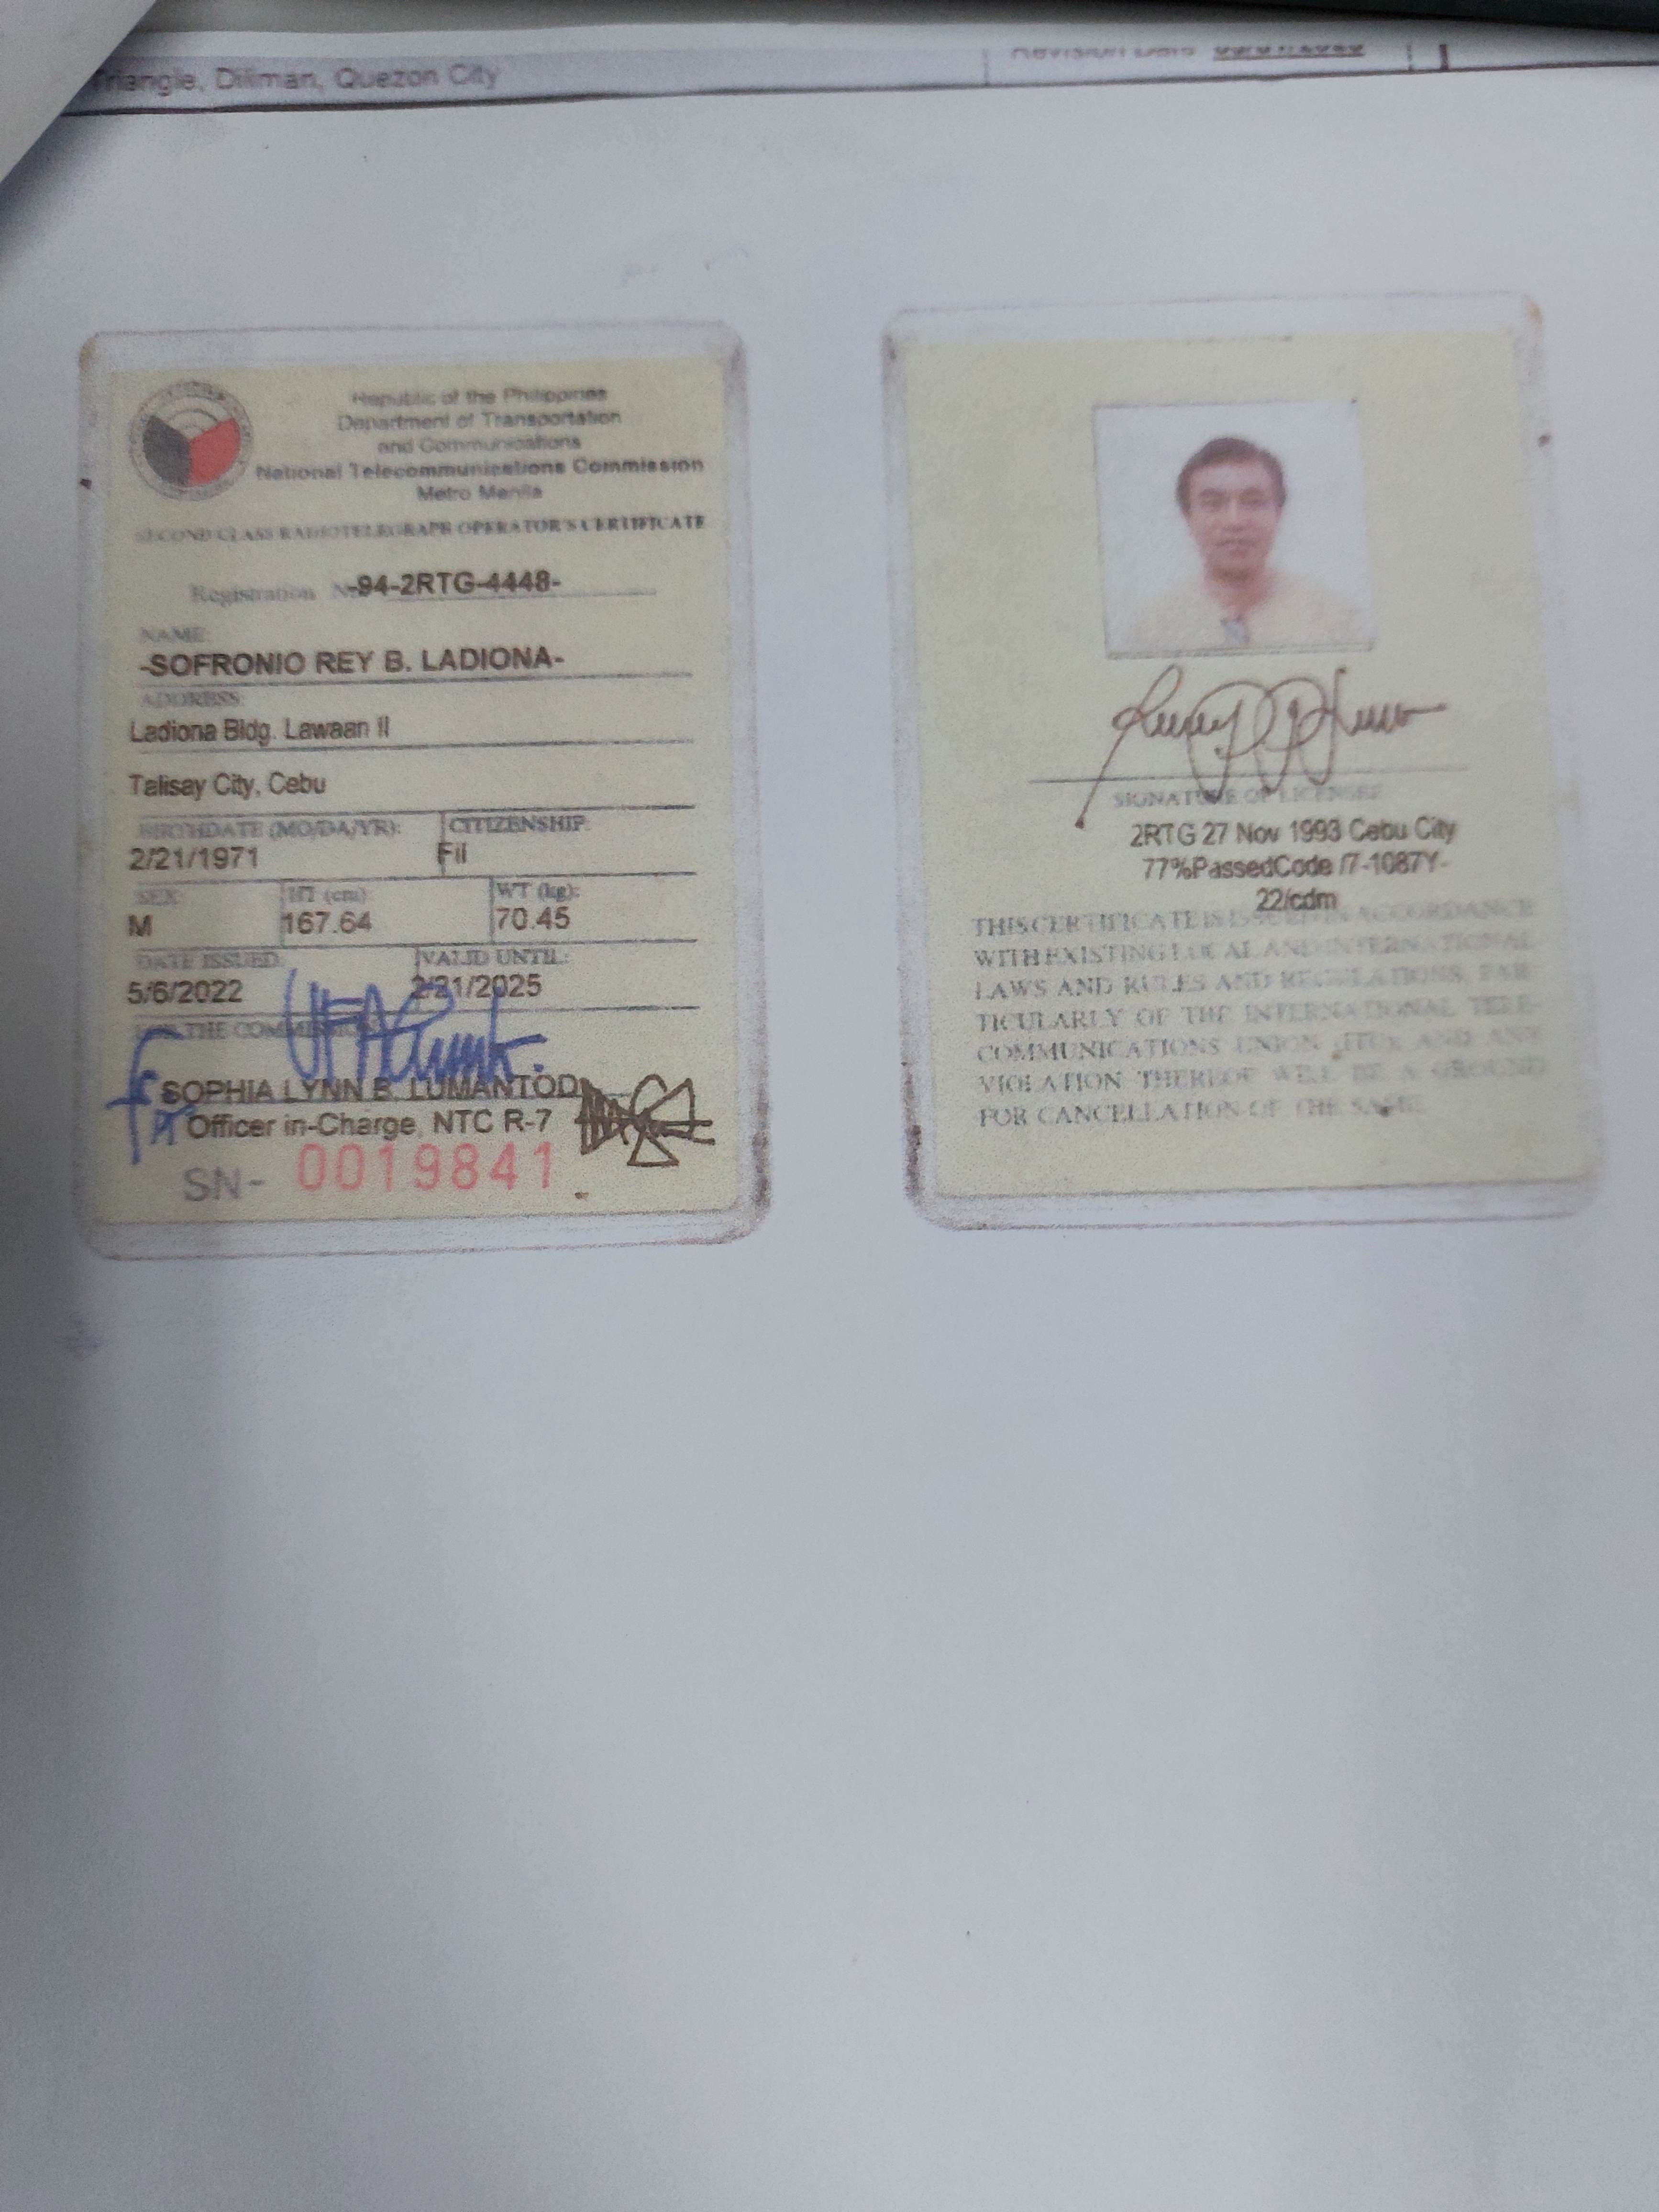 Triangle, Diliman, Quezon City
Revision Date
Republic of the Philippines
Department of Transportation
and Communications
National Telecommunications Commission
Metro Manila
SECOND CLASS RADIOTELEGRAPH OPERATOR'S CERTIFICATE
Registration -94-2RTG-4448-
NAME:
-SOFRONIO REY B. LADIONA-
ADDRESS:
Ladiona Bldg. Lawaan II
Talisay City, Cebu
BIRTHDATE (MO/DA/YR): CITIZENSHIP:
2/21/1971 Fil
SEX: HT (cm): WT (kg):
M 167.64 70.45
DATE ISSUED: VALID UNTIL:
5/6/2022 2/21/2025
FOR THE COMMISSION:
SOPHIA LYNN B. LUMANTOD
Officer in-Charge, NTC R-7
SN- 0019841
SIGNATURE OF LICENSEE
2RTG 27 Nov 1993 Cebu City
77%PassedCode /7-1087Y-
22/cdm
THIS CERTIFICATE IS ISSUED IN ACCORDANCE
WITH EXISTING LOCAL AND INTERNATIONAL
LAWS AND RULES AND REGULATIONS, PAR-
TICULARLY OF THE INTERNATIONAL TELE-
COMMUNICATIONS UNION (ITU), AND ANY
VIOLATION THEREOF WILL BE A GROUND
FOR CANCELLATION OF THE SAME